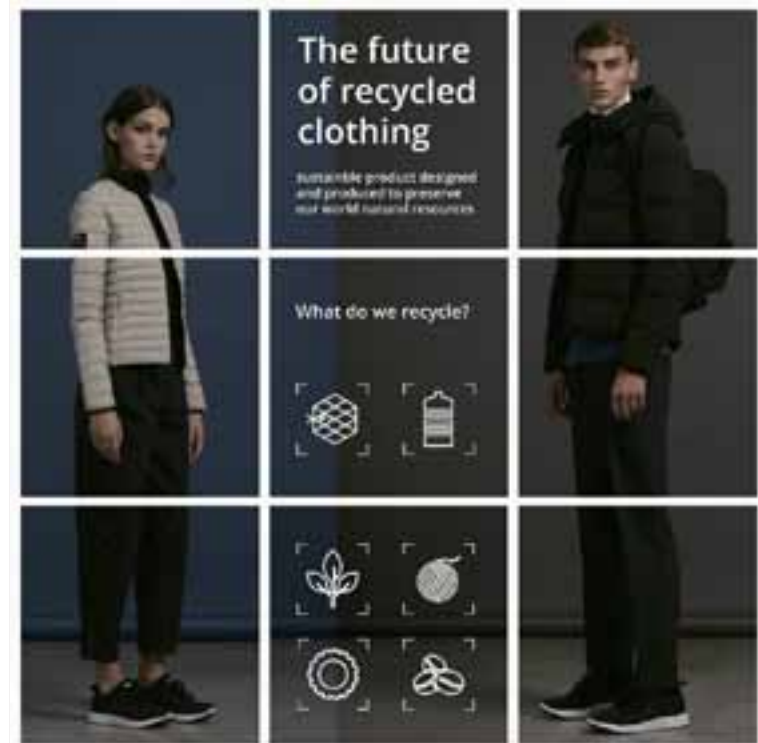 The future
of recycled
clothing
sustainble product designed
and produced to preserve
our world natural resources
What do we recycle?